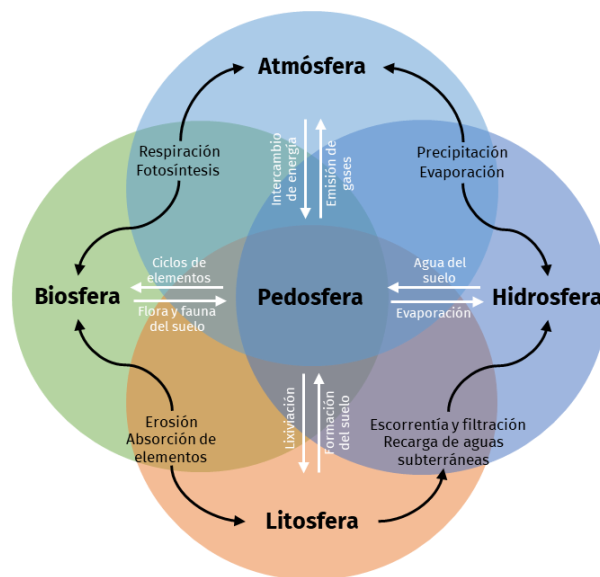 Atmósfera
Respiración
Fotosíntesis
Intercambio
de energía
Emisión de
gases
Precipitación
Evaporación
Ciclos de
elementos
Agua del
suelo
Biosfera
Pedosfera
Hidrosfera
Flora y fauna
del suelo
Evaporación
Lixiviación
Formación
del suelo
Erosión
Absorción de
elementos
Escorrentía y filtración
Recarga de aguas
subterráneas
Litosfera